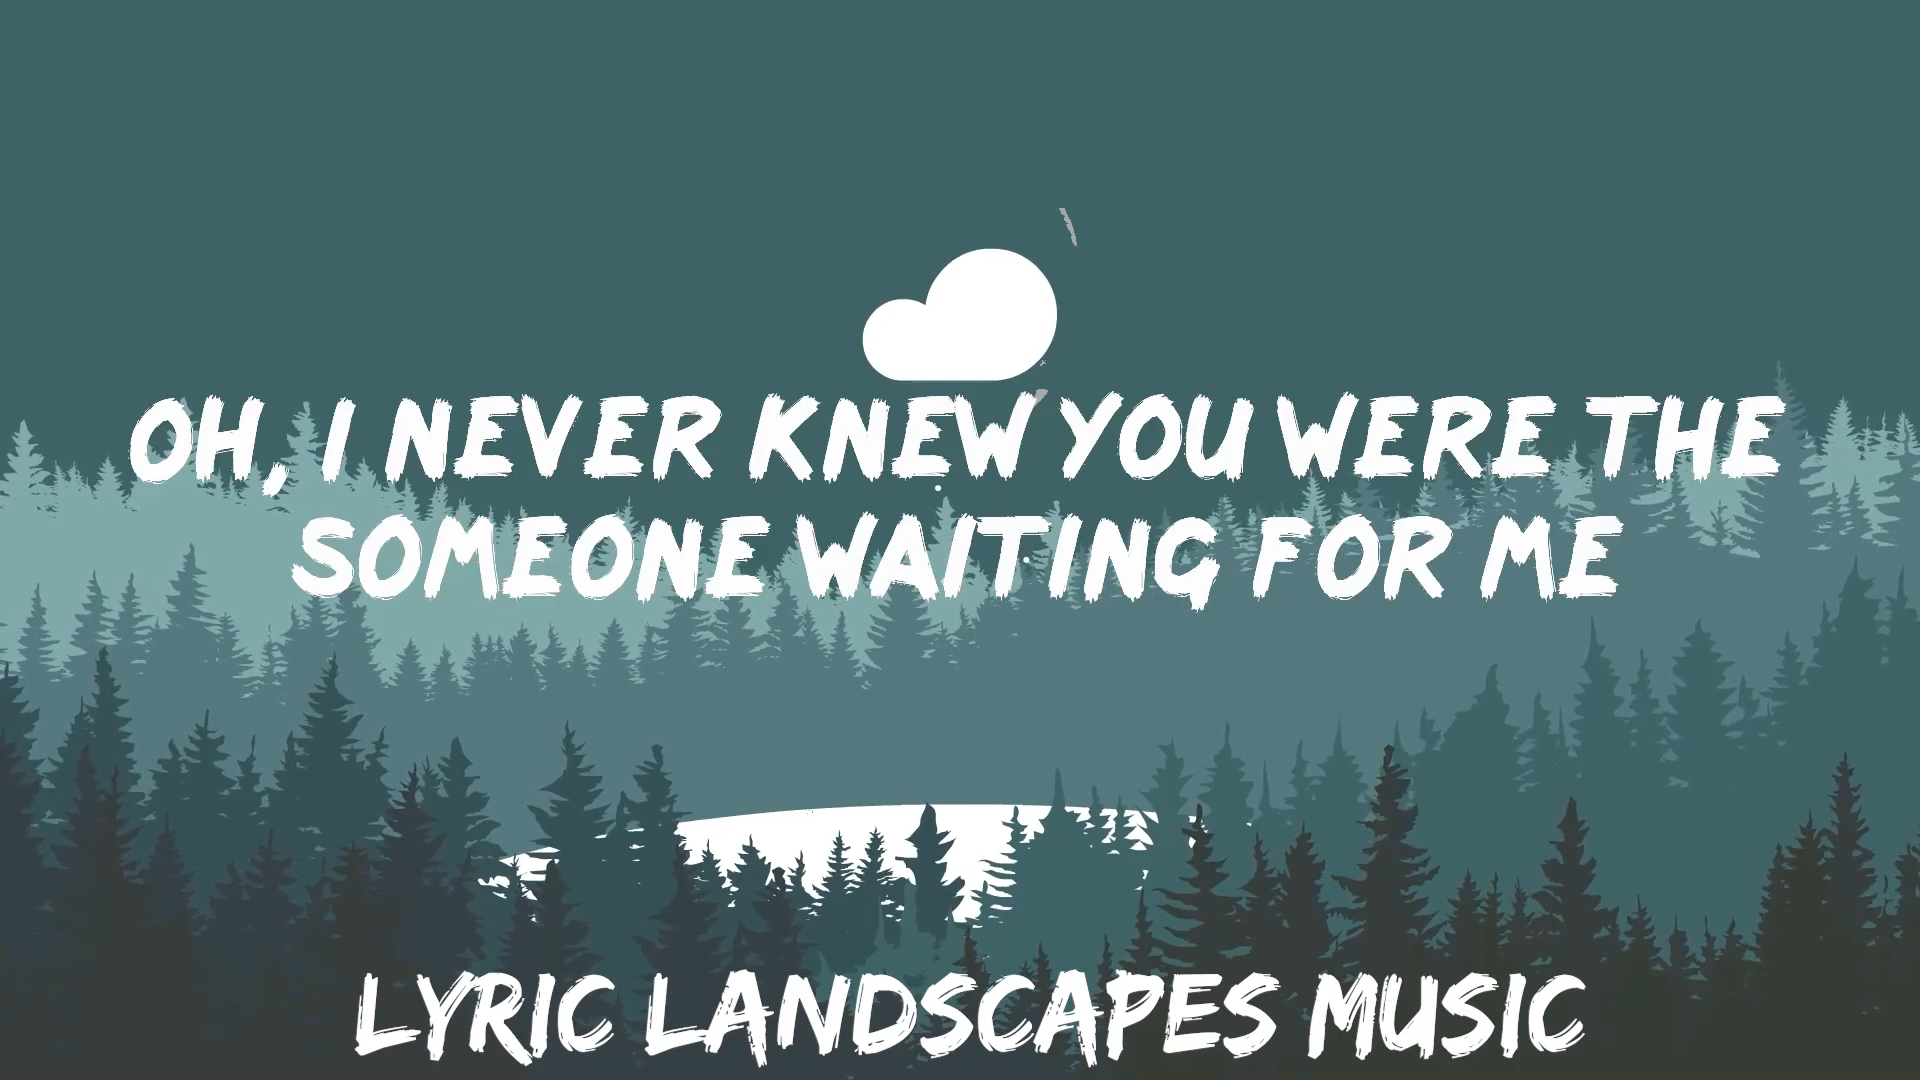 OH, I NEVER KNEW YOU WERE THE
SOMEONE WAITING FOR ME
LYRIC LANDSCAPES MUSIC